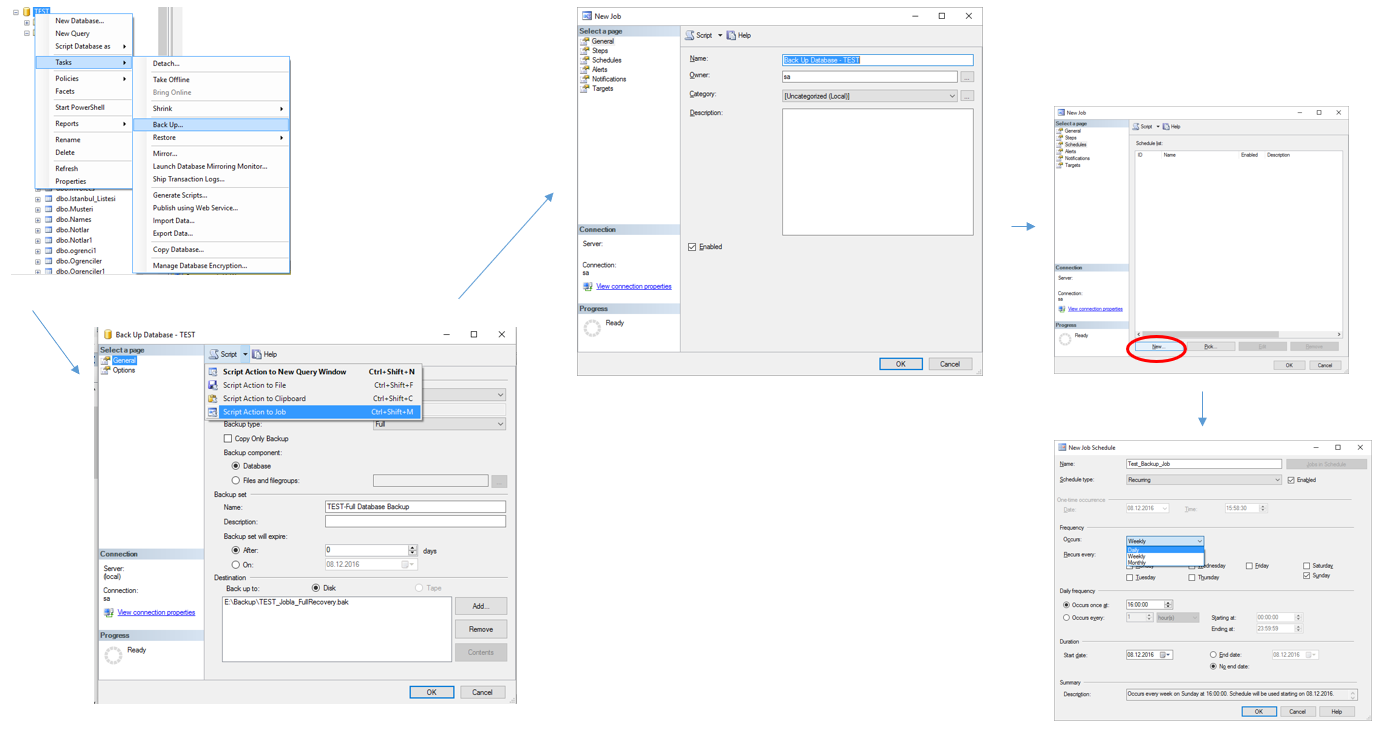 TEST
New Database...
New Query
Script Database as
Tasks
Policies
Facets
Start PowerShell
Reports
Rename
Delete
Refresh
Properties
Detach...
Take Offline
Bring Online
Shrink
Back Up...
Restore
Mirror...
Launch Database Mirroring Monitor...
Ship Transaction Logs...
Generate Scripts...
Publish using Web Service...
Import Data...
Export Data...
Copy Database...
Manage Database Encryption...
dbo.Invoices
dbo.Istanbul_Listesi
dbo.Musteri
dbo.Names
dbo.Notlar
dbo.Notlar1
dbo.ogrenci1
dbo.Ogrenciler
dbo.Ogrenciler1
Back Up Database - TEST
Select a page
General
Options
Script Help
Script Action to New Query Window Ctrl+Shift+N
Script Action to File Ctrl+Shift+F
Script Action to Clipboard Ctrl+Shift+C
Script Action to Job Ctrl+Shift+M
Backup type: Full
Copy Only Backup
Backup component:
Database
Files and filegroups: ...
Backup set
Name: TEST-Full Database Backup
Description:
Backup set will expire:
After: 0 days
On: 08.12.2016
Destination
Back up to: Disk Tape
E:\Backup\TEST_Jobla_FullRecovery.bak
Add...
Remove
Contents
Connection
Server:
(local)
Connection:
sa
View connection properties
Progress
Ready
OK Cancel
New Job
Select a page
General
Steps
Schedules
Alerts
Notifications
Targets
Script Help
Name: Back Up Database - TEST
Owner: sa ...
Category: [Uncategorized (Local)] ...
Description:
Enabled
Connection
Server:
Connection:
sa
View connection properties
Progress
Ready
OK Cancel
New Job
Select a page
General
Steps
Schedules
Alerts
Notifications
Targets
Script Help
Schedule list:
ID Name Enabled Description
Connection
Server:
Connection:
sa
View connection properties
Progress
Ready
New... Pick... Edit Remove
OK Cancel
New Job Schedule
Name: Test_Backup_Job Jobs in Schedule
Schedule type: Recurring Enabled
One-time occurrence
Date: 08.12.2016 Time: 15:58:30
Frequency
Occurs: Weekly
Daily
Weekly
Monthly
Recurs every:
Monday Wednesday Friday Saturday
Tuesday Thursday Sunday
Daily frequency
Occurs once at: 16:00:00
Occurs every: 1 hour(s) Starting at: 00:00:00
Ending at: 23:59:59
Duration
Start date: 08.12.2016 End date: 08.12.2016
No end date:
Summary
Description: Occurs every week on Sunday at 16:00:00. Schedule will be used starting on 08.12.2016.
OK Cancel Help